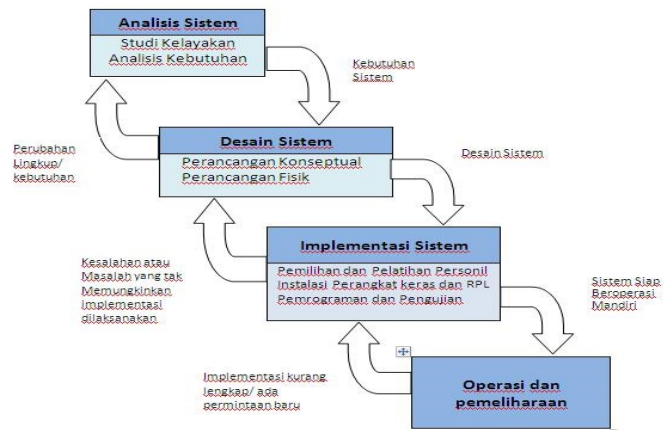 Analisis Sistem
Studi Kelayakan
Analisis Kebutuhan
Kebutuhan
Sistem
Perubahan
Lingkup/
kebutuhan
Desain Sistem
Perancangan Konseptual
Perancangan Fisik
Desain Sistem
Kesalahan atau
Masalah yang tak
Memungkinkan
implementasi
dilaksanakan
Implementasi Sistem
Pemilihan dan Pelatihan Personil
Instalasi Perangkat keras dan RPL
Pemrograman dan Pengujian
Sistem Siap
Beroperasi
Mandiri
Implementasi kurang
lengkap/ ada
permintaan baru
Operasi dan
pemeliharaan